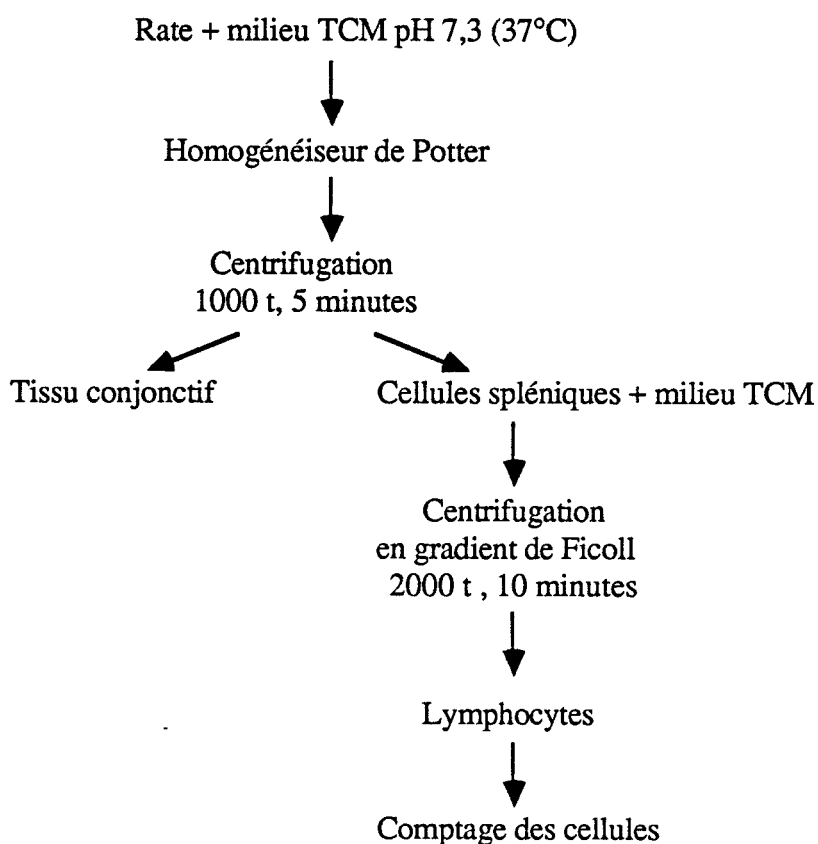 Rate + milieu TCM pH 7,3 (37°C)
Homogénéiseur de Potter
Centrifugation
1000 t, 5 minutes
Tissu conjonctif
Cellules spléniques + milieu TCM
Centrifugation
en gradient de Ficoll
2000 t , 10 minutes
Lymphocytes
Comptage des cellules